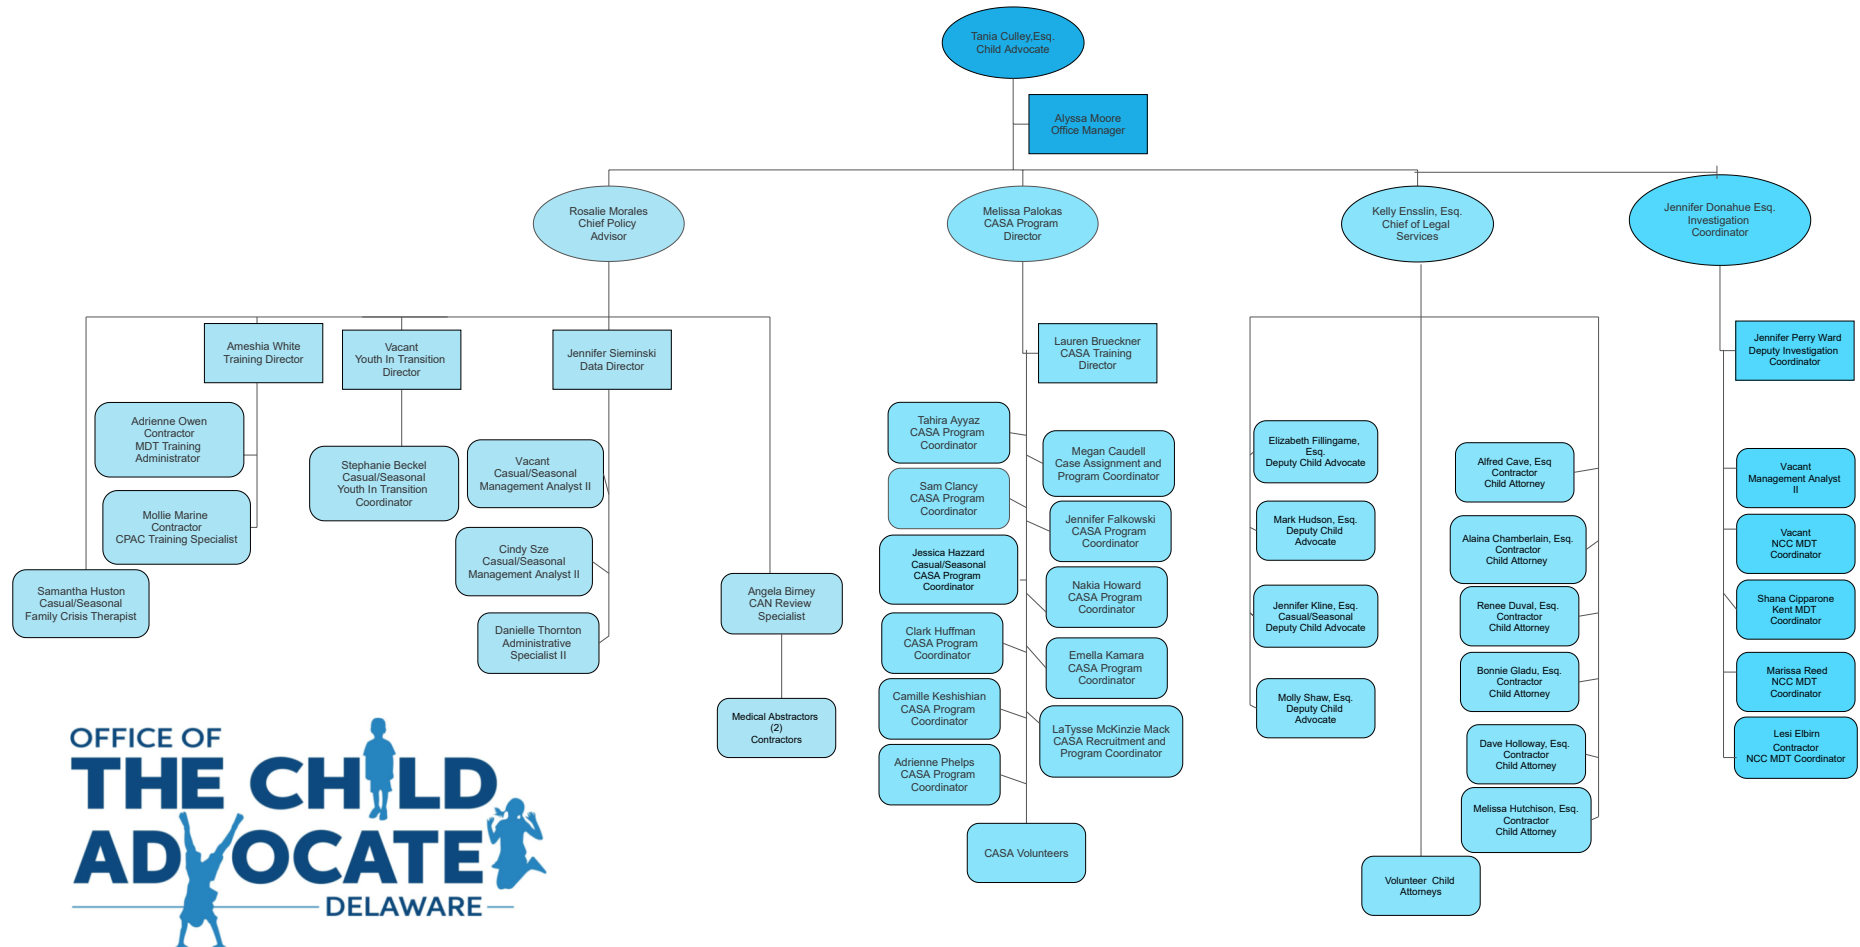 Tania Culley,Esq.
Child Advocate
Alyssa Moore
Office Manager
Rosalie Morales
Chief Policy
Advisor
Melissa Palokas
CASA Program
Director
Kelly Ensslin, Esq.
Chief of Legal
Services
Jennifer Donahue Esq.
Investigation
Coordinator
Ameshia White
Training Director
Vacant
Youth In Transition
Director
Jennifer Sieminski
Data Director
Adrienne Owen
Contractor
MDT Training
Administrator
Mollie Marine
Contractor
CPAC Training Specialist
Samantha Huston
Casual/Seasonal
Family Crisis Therapist
Stephanie Beckel
Casual/Seasonal
Youth In Transition
Coordinator
Vacant
Casual/Seasonal
Management Analyst II
Cindy Sze
Casual/Seasonal
Management Analyst II
Danielle Thornton
Administrative
Specialist II
Angela Birney
CAN Review
Specialist
Medical Abstractors
(2)
Contractors
Lauren Brueckner
CASA Training
Director
Tahira Ayyaz
CASA Program
Coordinator
Megan Caudell
Case Assignment and
Program Coordinator
Sam Clancy
CASA Program
Coordinator
Jennifer Falkowski
CASA Program
Coordinator
Jessica Hazzard
Casual/Seasonal
CASA Program
Coordinator
Nakia Howard
CASA Program
Coordinator
Clark Huffman
CASA Program
Coordinator
Emella Kamara
CASA Program
Coordinator
Camille Keshishian
CASA Program
Coordinator
LaTysse McKinzie Mack
CASA Recruitment and
Program Coordinator
Adrienne Phelps
CASA Program
Coordinator
CASA Volunteers
Elizabeth Fillingame,
Esq.
Deputy Child Advocate
Mark Hudson, Esq.
Deputy Child
Advocate
Jennifer Kline, Esq.
Casual/Seasonal
Deputy Child Advocate
Molly Shaw, Esq.
Deputy Child
Advocate
Alfred Cave, Esq
Contractor
Child Attorney
Alaina Chamberlain, Esq.
Contractor
Child Attorney
Renee Duval, Esq.
Contractor
Child Attorney
Bonnie Gladu, Esq.
Contractor
Child Attorney
Dave Holloway, Esq.
Contractor
Child Attorney
Melissa Hutchison, Esq.
Contractor
Child Attorney
Volunteer Child
Attorneys
Jennifer Perry Ward
Deputy Investigation
Coordinator
Vacant
Management Analyst
II
Vacant
NCC MDT
Coordinator
Shana Cipparone
Kent MDT
Coordinator
Marissa Reed
NCC MDT
Coordinator
Lesi Elbirn
Contractor
NCC MDT Coordinator
OFFICE OF
THE CHILD
ADVOCATE
DELAWARE